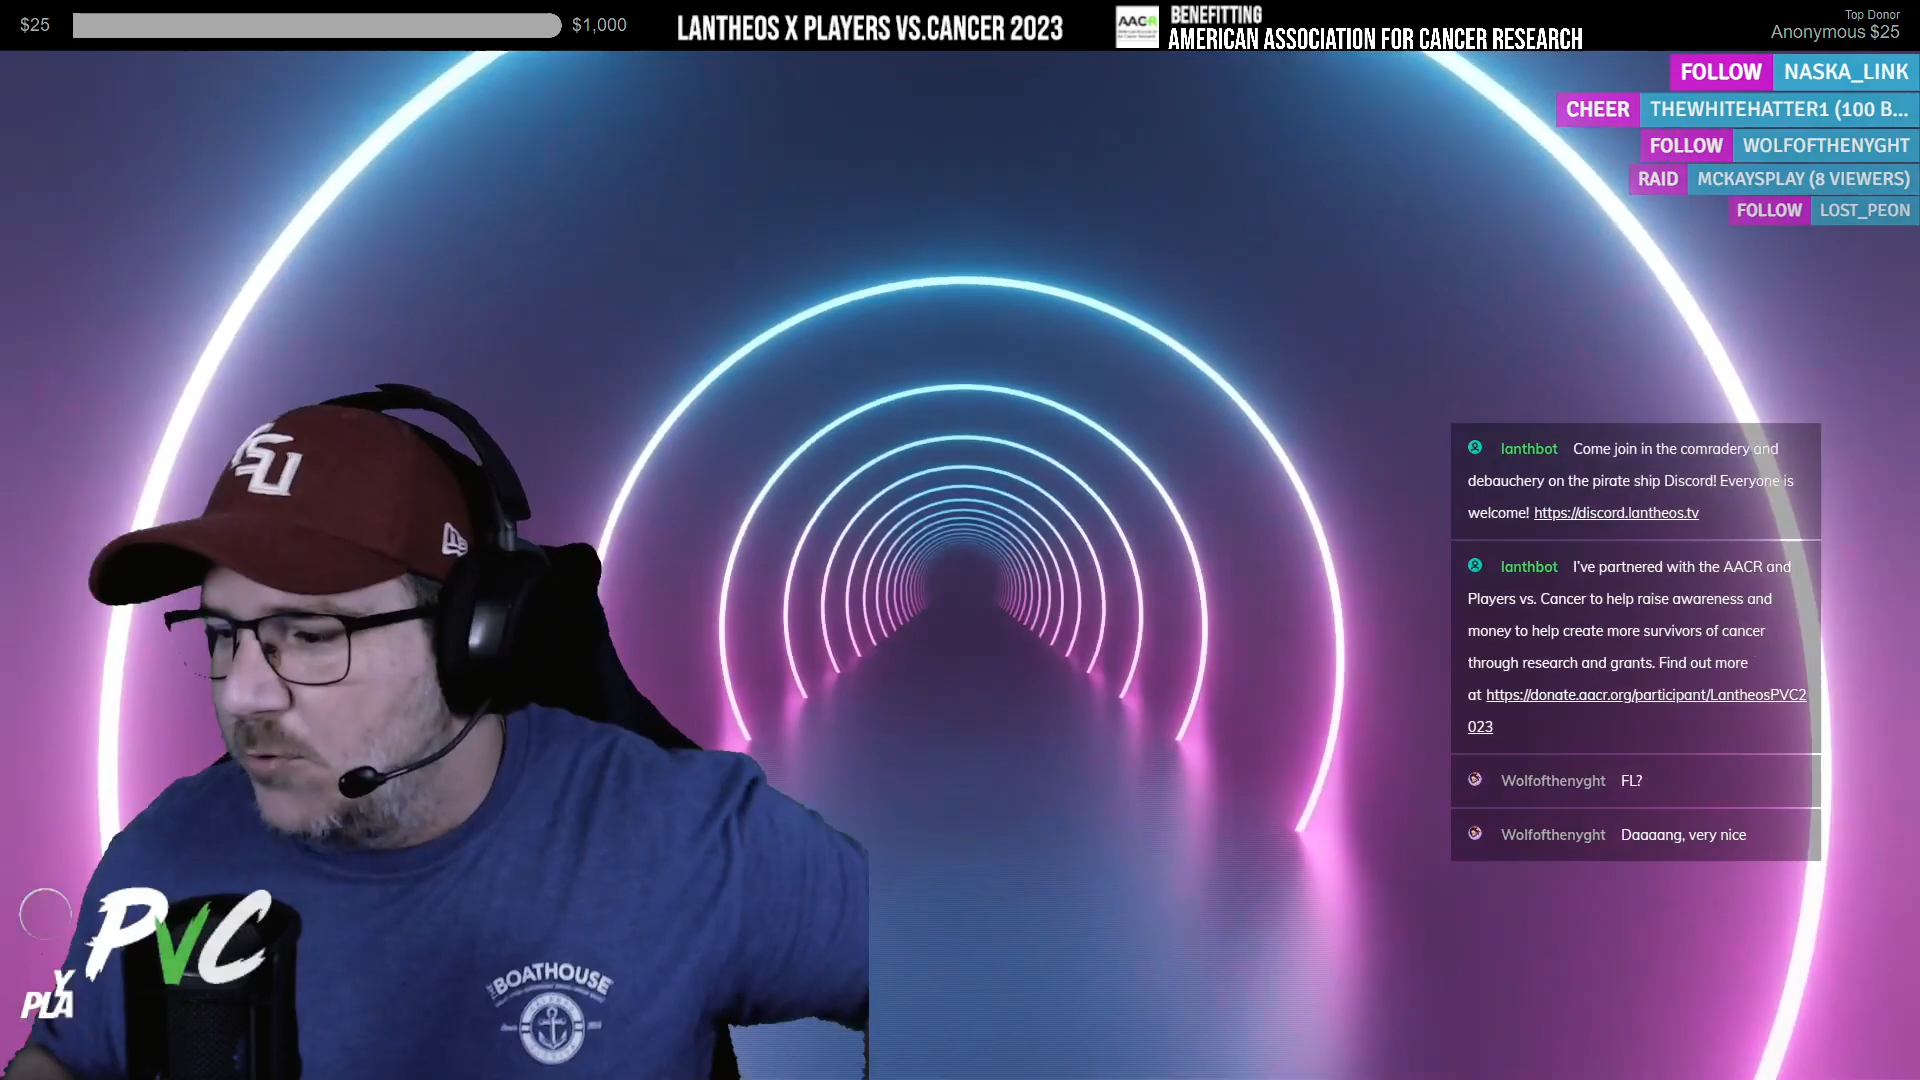 $25
$1,000
LANTHEOS X PLAYERS VS.CANCER 2023
AACR
BENEFITTING
AMERICAN ASSOCIATION FOR CANCER RESEARCH
Top Donor
Anonymous $25
FOLLOW NASKA_LINK
CHEER THEWHITEHATTER1 (100 B...
FOLLOW WOLFOFTHENYGHT
RAID MCKAYSPLAY (8 VIEWERS)
FOLLOW LOST_PEON
lanthbot Come join in the comradery and
debauchery on the pirate ship Discord! Everyone is
welcome! https://discord.lantheos.tv
lanthbot I've partnered with the AACR and
Players vs. Cancer to help raise awareness and
money to help create more survivors of cancer
through research and grants. Find out more
at https://donate.aacr.org/participant/LantheosPVC2
023
Wolfofthenyght FL?
Wolfofthenyght Daaaang, very nice
PVC
Y
PLA
BOATHOUSE